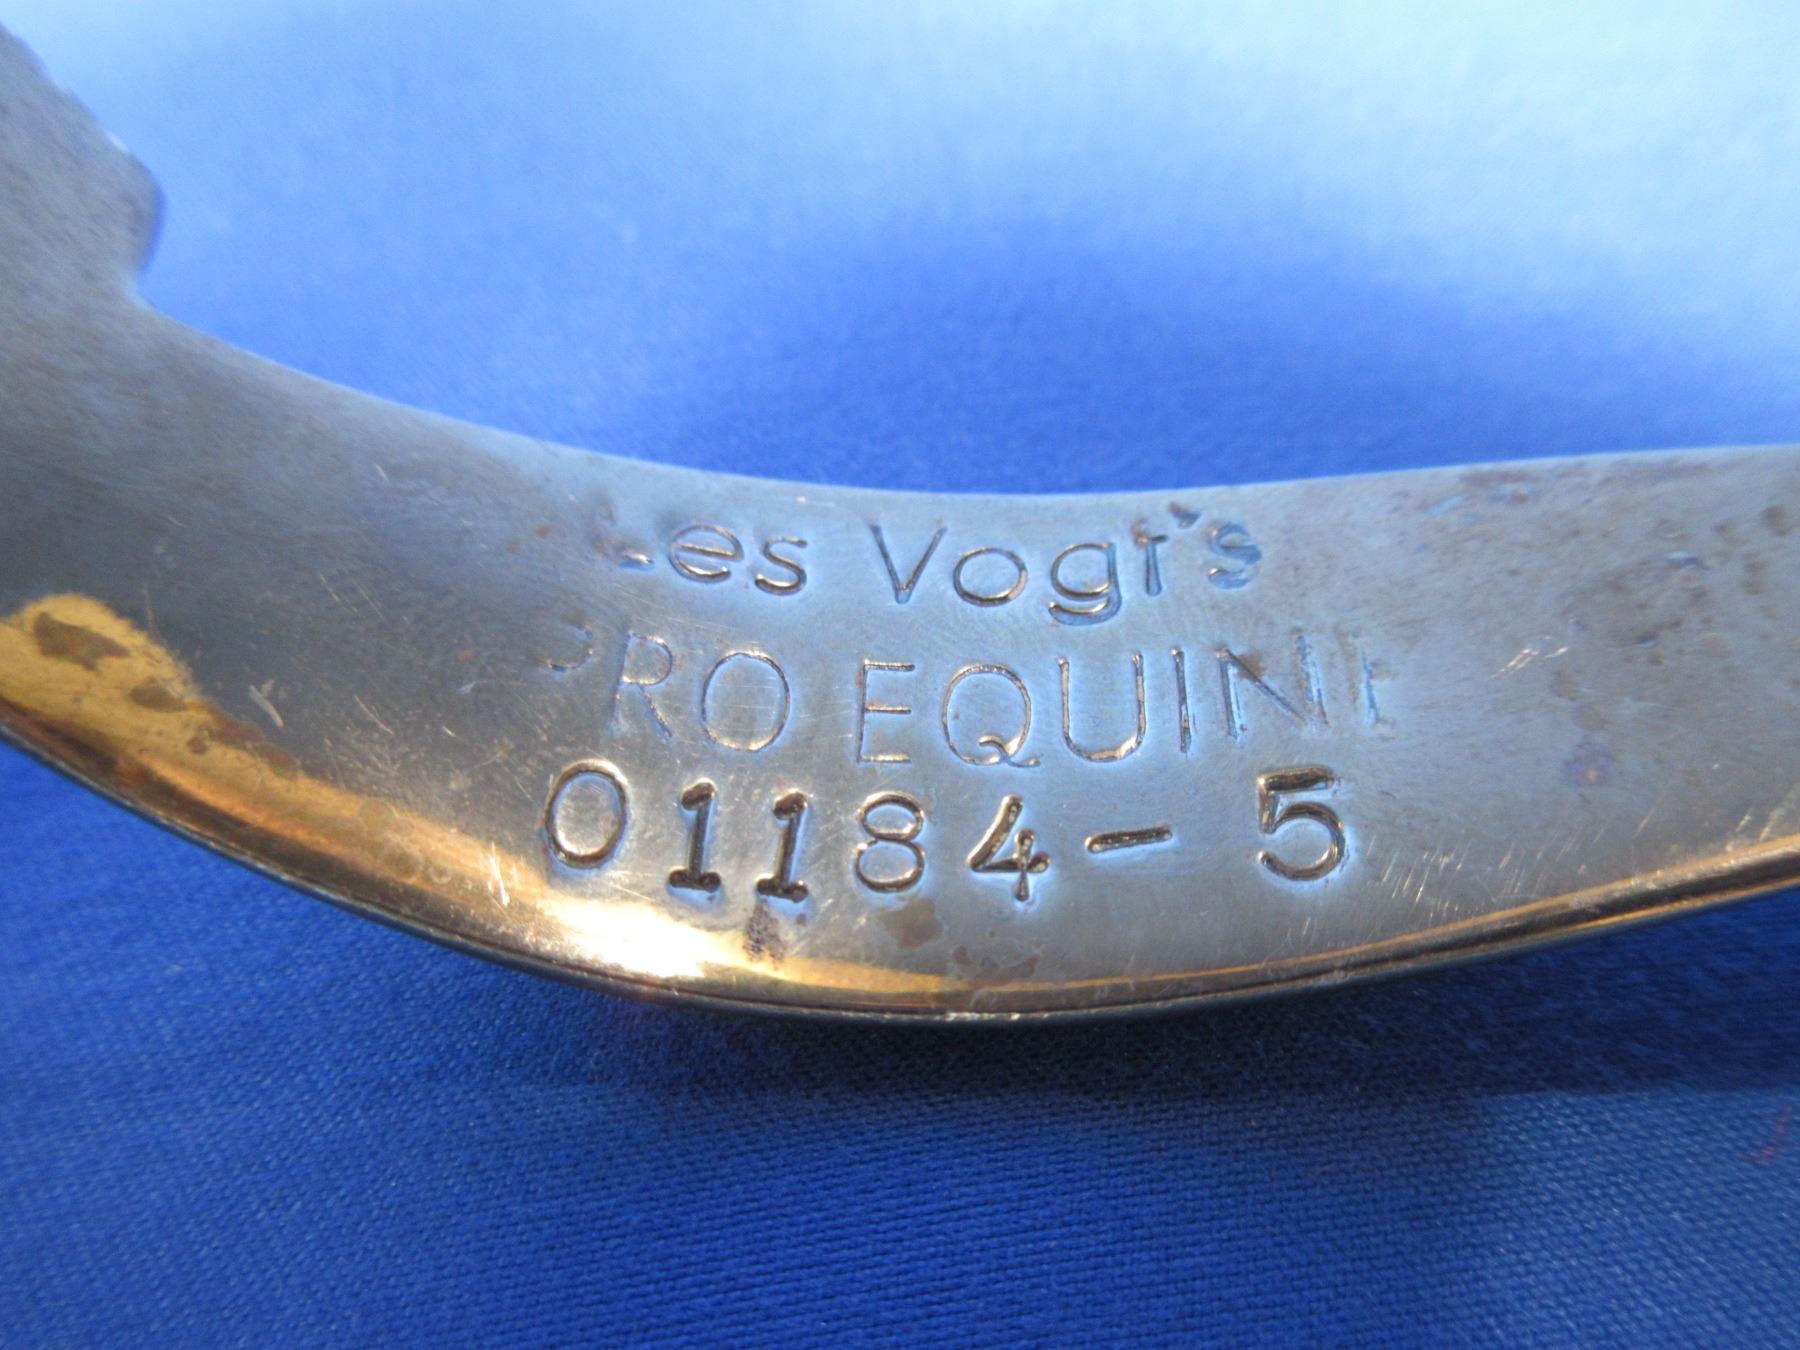 Les Vogt's
PRO EQUINE
01184-5